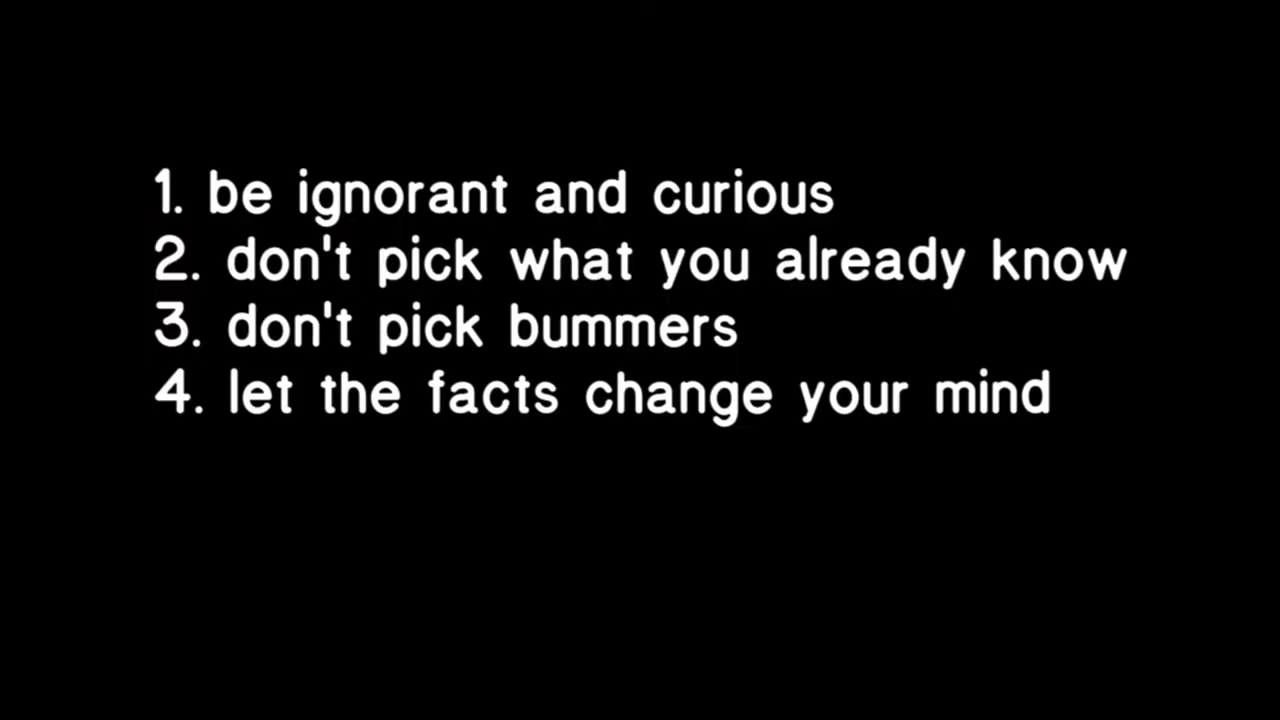 1. be ignorant and curious
2. don't pick what you already know
3. don't pick bummers
4. let the facts change your mind